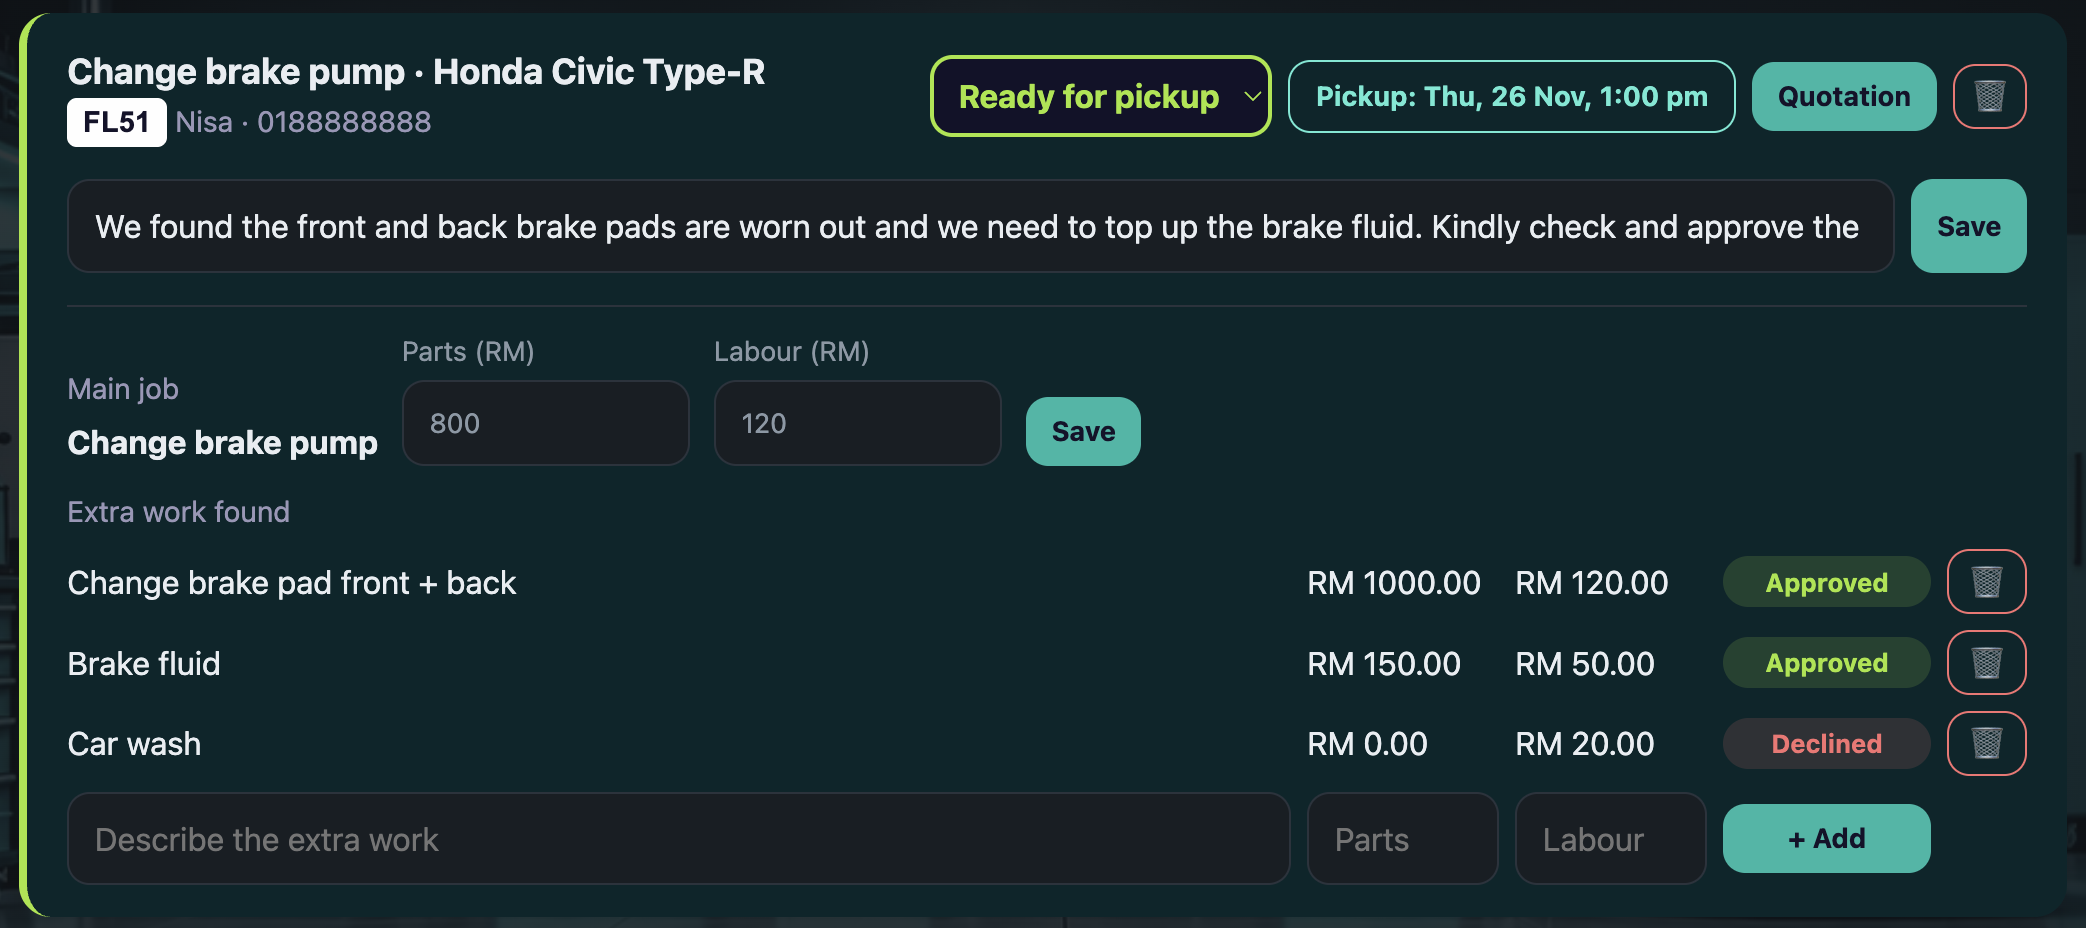 Change brake pump · Honda Civic Type-R
FL51 Nisa · 0188888888
Ready for pickup
Pickup: Thu, 26 Nov, 1:00 pm
Quotation
We found the front and back brake pads are worn out and we need to top up the brake fluid. Kindly check and approve the
Save
Parts (RM)
Labour (RM)
Main job
Change brake pump
800
120
Save
Extra work found
Change brake pad front + back RM 1000.00 RM 120.00 Approved
Brake fluid RM 150.00 RM 50.00 Approved
Car wash RM 0.00 RM 20.00 Declined
Describe the extra work Parts Labour + Add